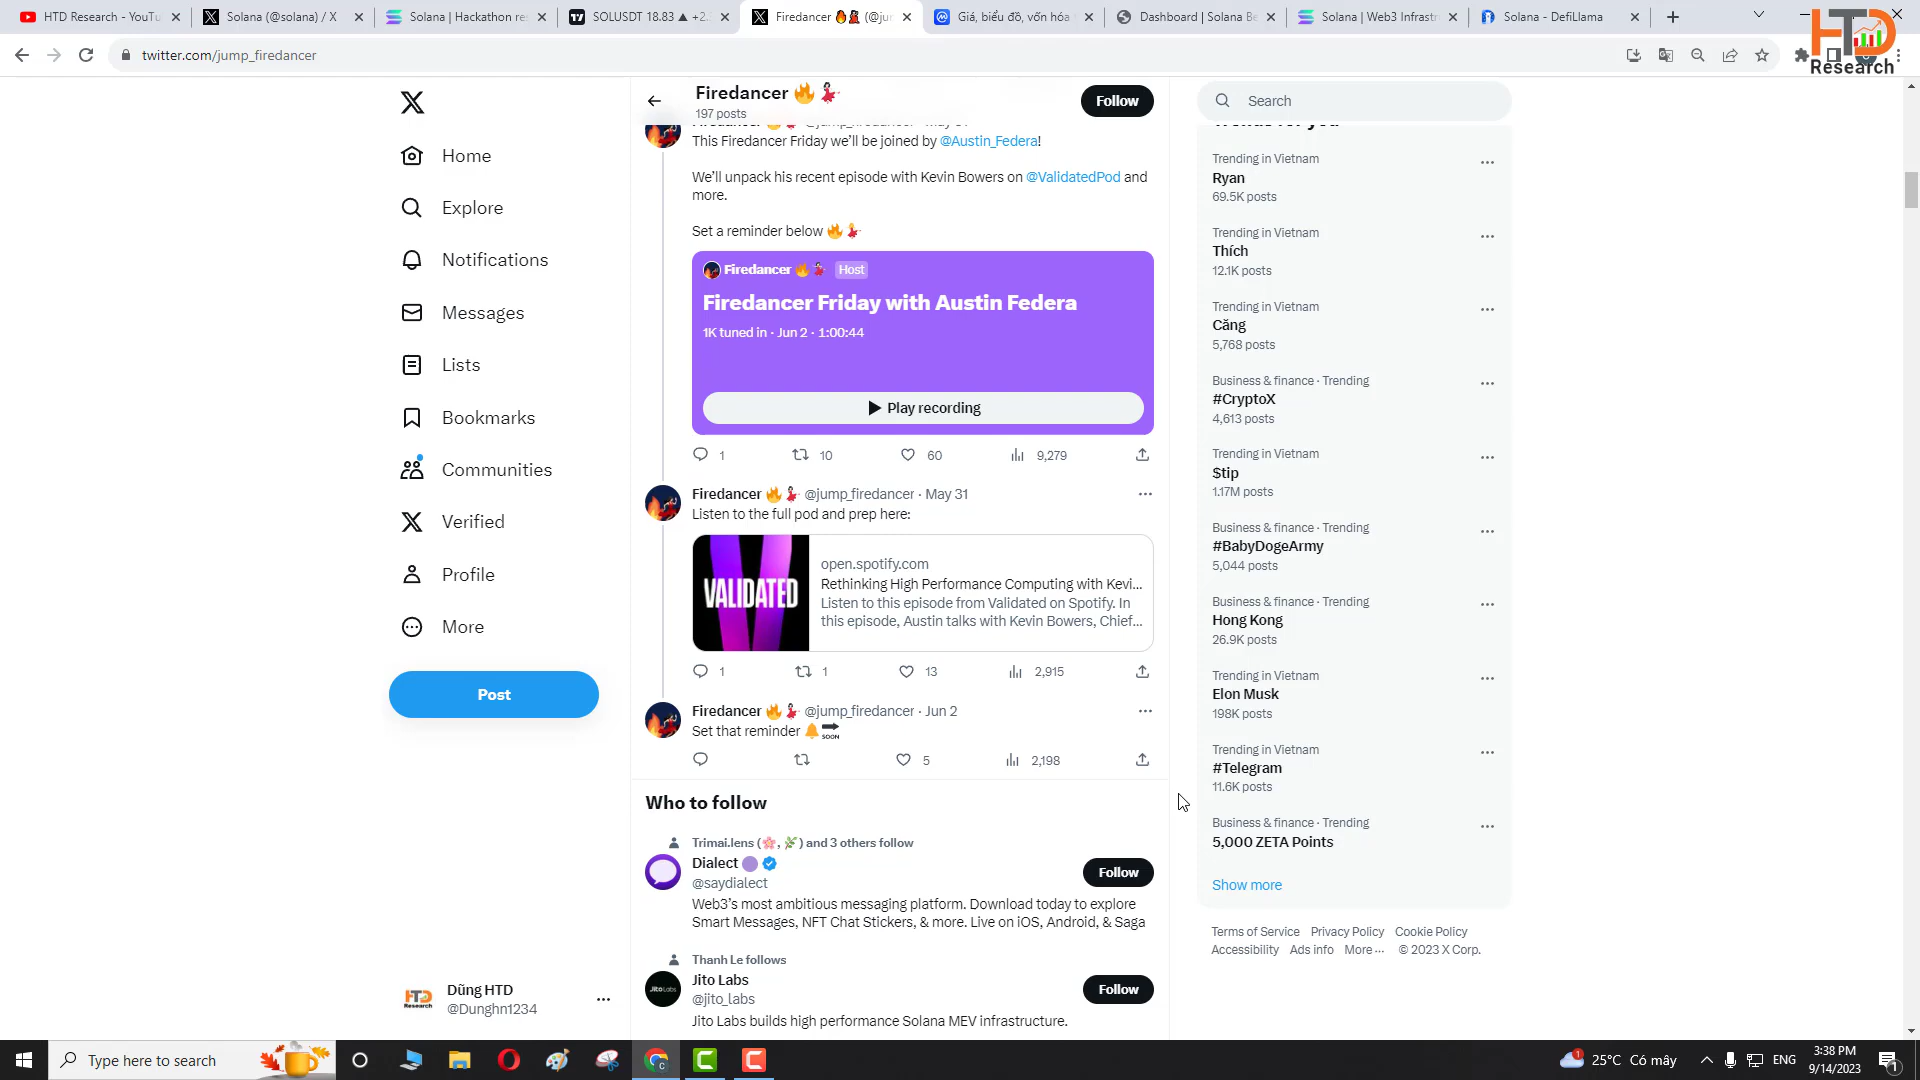 HTD Research - YouTu
Solana (@solana) / X
Solana | Hackathon re
SOLUSDT 18.83 ▲ +2.
Firedancer 🔥💃 (@ju
Giá, biểu đồ, vốn hóa
Dashboard | Solana Be
Solana | Web3 Infrast
Solana - DefiLlama
HTD
Research
twitter.com/jump_firedancer
Firedancer 🔥💃
197 posts
Follow
Home
Explore
Notifications
Messages
Lists
Bookmarks
Communities
Verified
Profile
More
Post
Dũng HTD
@Dunghn1234
This Firedancer Friday we'll be joined by @Austin_Federa!
We'll unpack his recent episode with Kevin Bowers on @ValidatedPod and
more.
Set a reminder below 🔥💃
Firedancer 🔥💃 Host
Firedancer Friday with Austin Federa
1K tuned in · Jun 2 · 1:00:44
Play recording
1 10 60 9,279
Firedancer 🔥💃 @jump_firedancer · May 31
Listen to the full pod and prep here:
VALIDATED
open.spotify.com
Rethinking High Performance Computing with Kevi...
Listen to this episode from Validated on Spotify. In
this episode, Austin talks with Kevin Bowers, Chief...
1 1 13 2,915
Firedancer 🔥💃 @jump_firedancer · Jun 2
Set that reminder 🔔🔜
5 2,198
Who to follow
Trimai.lens (🌸, 🌿) and 3 others follow
Dialect
@saydialect
Follow
Web3's most ambitious messaging platform. Download today to explore
Smart Messages, NFT Chat Stickers, & more. Live on iOS, Android, & Saga
Thanh Le follows
Jito Labs
@jito_labs
Follow
Jito Labs builds high performance Solana MEV infrastructure.
Search
Trends for you
Trending in Vietnam
Ryan
69.5K posts
Trending in Vietnam
Thích
12.1K posts
Trending in Vietnam
Căng
5,768 posts
Business & finance · Trending
#CryptoX
4,613 posts
Trending in Vietnam
$tip
1.17M posts
Business & finance · Trending
#BabyDogeArmy
5,044 posts
Business & finance · Trending
Hong Kong
26.9K posts
Trending in Vietnam
Elon Musk
198K posts
Trending in Vietnam
#Telegram
11.6K posts
Business & finance · Trending
5,000 ZETA Points
Show more
Terms of Service Privacy Policy Cookie Policy
Accessibility Ads info More ··· © 2023 X Corp.
Type here to search
25°C Có mây
ENG
3:38 PM
9/14/2023